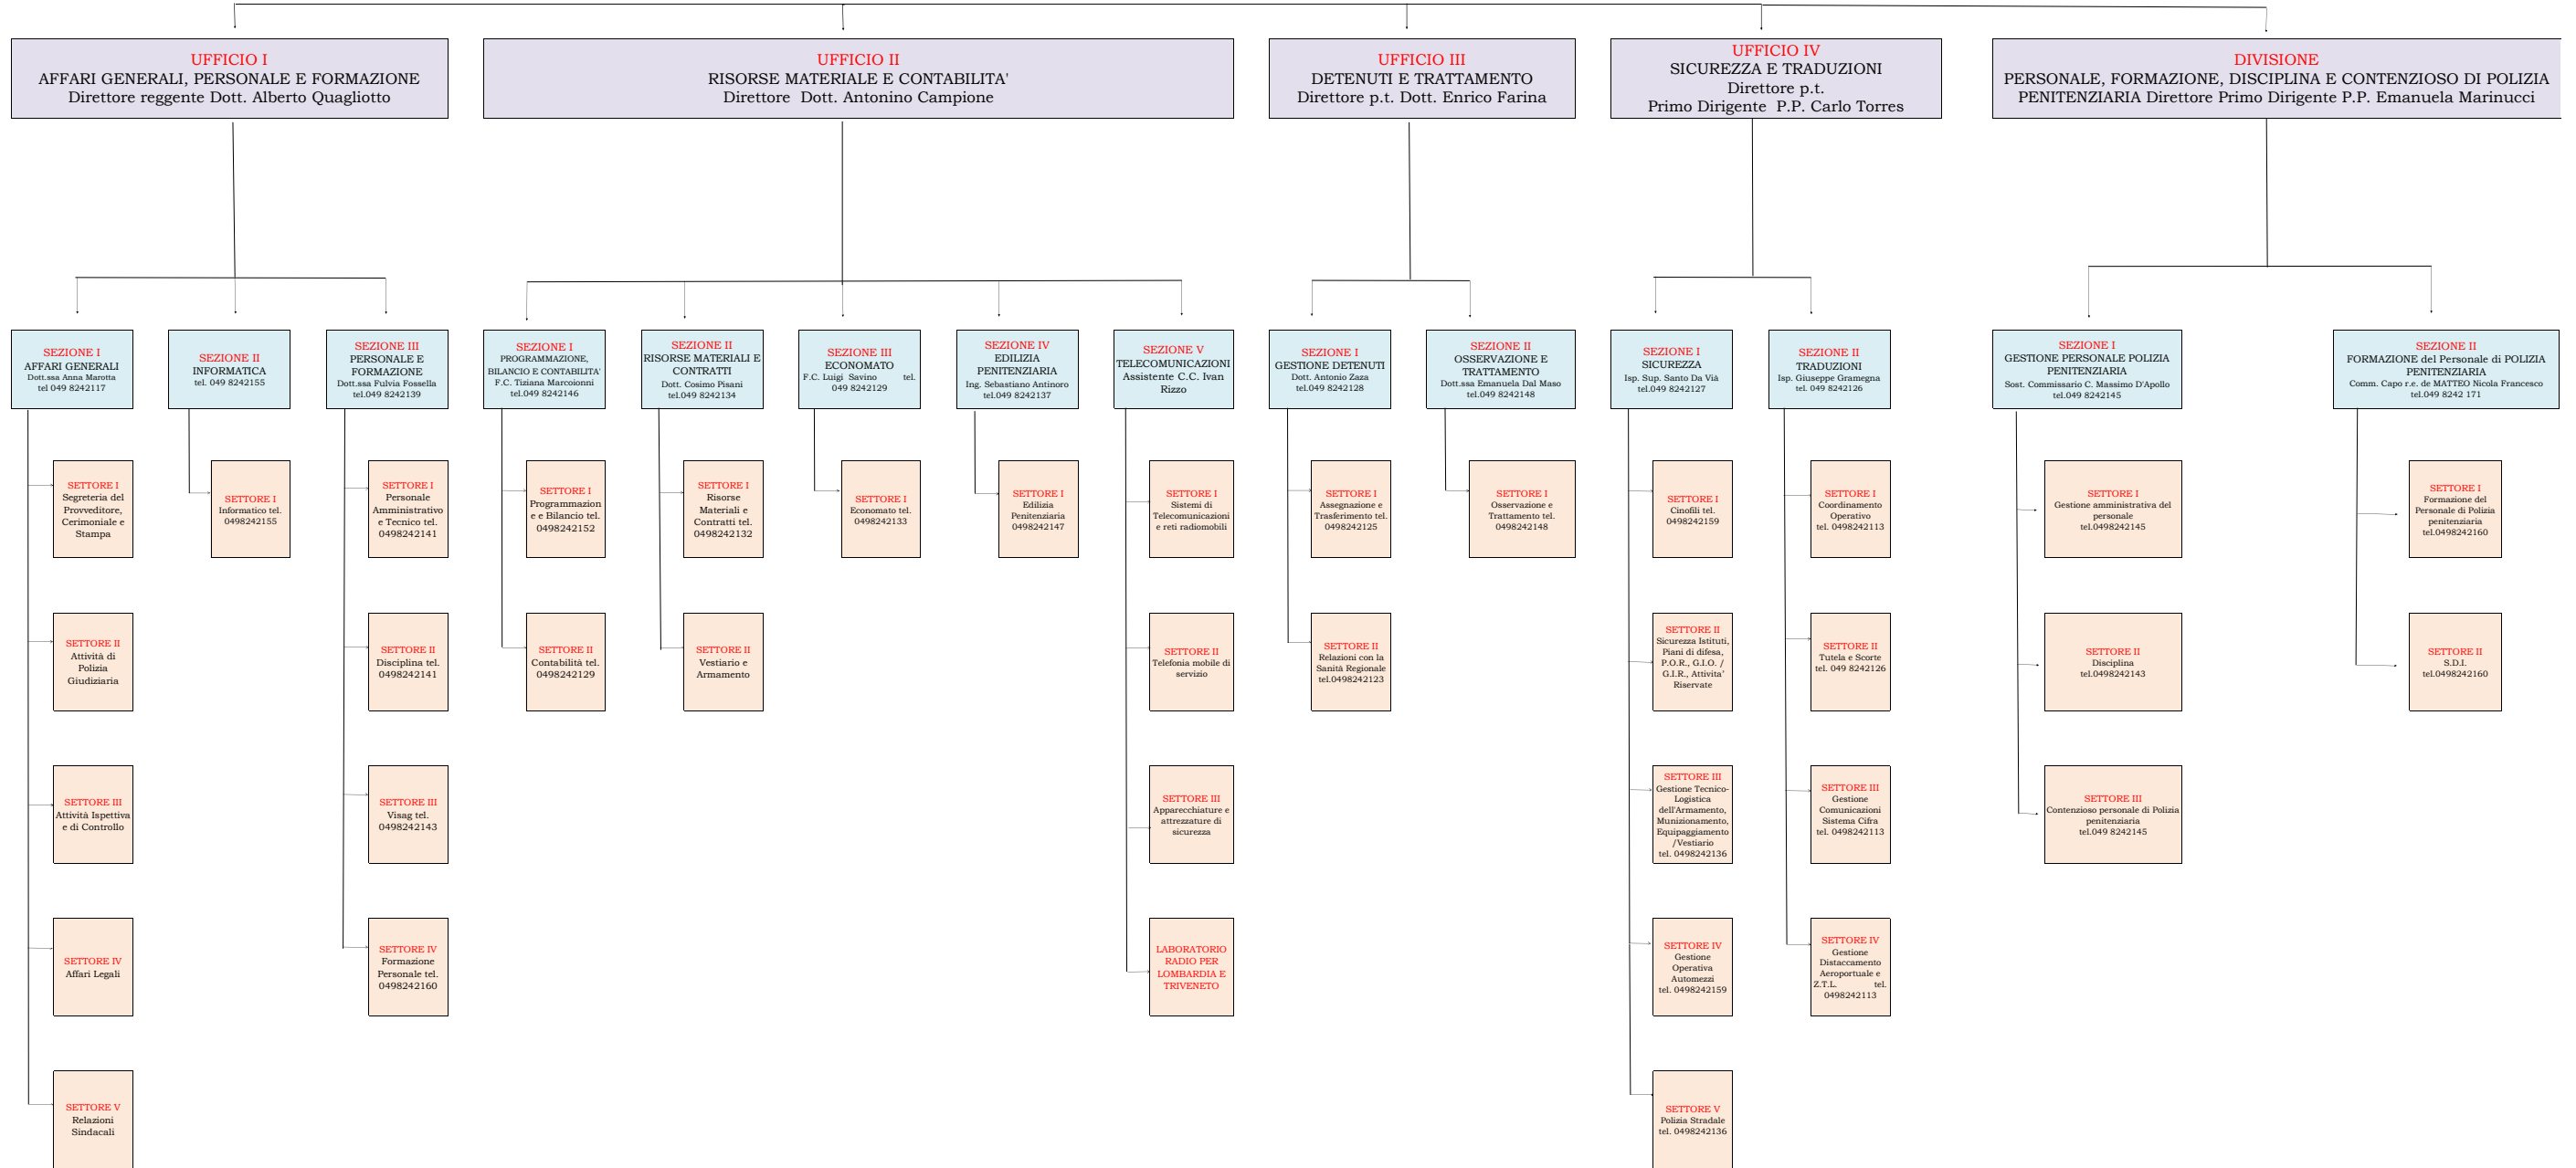 UFFICIO I
AFFARI GENERALI, PERSONALE E FORMAZIONE
Direttore reggente Dott. Alberto Quagliotto
UFFICIO II
RISORSE MATERIALE E CONTABILITA'
Direttore Dott. Antonino Campione
UFFICIO III
DETENUTI E TRATTAMENTO
Direttore p.t. Dott. Enrico Farina
UFFICIO IV
SICUREZZA E TRADUZIONI
Direttore p.t.
Primo Dirigente P.P. Carlo Torres
DIVISIONE
PERSONALE, FORMAZIONE, DISCIPLINA E CONTENZIOSO DI POLIZIA
PENITENZIARIA Direttore Primo Dirigente P.P. Emanuela Marinucci
SEZIONE I
AFFARI GENERALI
Dott.ssa Anna Marotta
tel 049 8242117
SEZIONE II
INFORMATICA
tel. 049 8242155
SEZIONE III
PERSONALE E
FORMAZIONE
Dott.ssa Fulvia Fossella
tel.049 8242139
SEZIONE I
PROGRAMMAZIONE,
BILANCIO E CONTABILITA'
F.C. Tiziana Marcoionni
tel.049 8242146
SEZIONE II
RISORSE MATERIALI E
CONTRATTI
Dott. Cosimo Pisani
tel.049 8242134
SEZIONE III
ECONOMATO
F.C. Luigi Savino tel.
049 8242129
SEZIONE IV
EDILIZIA
PENITENZIARIA
Ing. Sebastiano Antinoro
tel.049 8242137
SEZIONE V
TELECOMUNICAZIONI
Assistente C.C. Ivan
Rizzo
SEZIONE I
GESTIONE DETENUTI
Dott. Antonio Zaza
tel.049 8242128
SEZIONE II
OSSERVAZIONE E
TRATTAMENTO
Dott.ssa Emanuela Dal Maso
tel.049 8242148
SEZIONE I
SICUREZZA
Isp. Sup. Santo Da Vià
tel.049 8242127
SEZIONE II
TRADUZIONI
Isp. Giuseppe Gramegna
tel. 049 8242126
SEZIONE I
GESTIONE PERSONALE POLIZIA
PENITENZIARIA
Sost. Commissario C. Massimo D'Apollo
tel.049 8242145
SEZIONE II
FORMAZIONE del Personale di POLIZIA
PENITENZIARIA
Comm. Capo r.e. de MATTEO Nicola Francesco
tel.049 8242 171
SETTORE I
Segreteria del
Provveditore,
Cerimoniale e
Stampa
SETTORE I
Informatico tel.
0498242155
SETTORE I
Personale
Amministrativo
e Tecnico tel.
0498242141
SETTORE I
Programmazion
e e Bilancio tel.
0498242152
SETTORE I
Risorse
Materiali e
Contratti tel.
0498242132
SETTORE I
Economato tel.
0498242133
SETTORE I
Edilizia
Penitenziaria
0498242147
SETTORE I
Sistemi di
Telecomunicazioni
e reti radiomobili
SETTORE I
Assegnazione e
Trasferimento tel.
0498242125
SETTORE I
Osservazione e
Trattamento tel.
0498242148
SETTORE I
Cinofili tel.
0498242159
SETTORE I
Coordinamento
Operativo
tel. 0498242113
SETTORE I
Gestione amministrativa del
personale
tel.0498242145
SETTORE I
Formazione del
Personale di Polizia
penitenziaria
tel.0498242160
SETTORE II
Attività di
Polizia
Giudiziaria
SETTORE II
Disciplina tel.
0498242141
SETTORE II
Contabilità tel.
0498242129
SETTORE II
Vestiario e
Armamento
SETTORE II
Telefonia mobile di
servizio
SETTORE II
Relazioni con la
Sanità Regionale
tel.0498242123
SETTORE II
Sicurezza Istituti,
Piani di difesa,
P.O.R., G.I.O. /
G.I.R., Attivita'
Riservate
SETTORE II
Tutela e Scorte
tel. 049 8242126
SETTORE II
Disciplina
tel.0498242143
SETTORE II
S.D.I.
tel.0498242160
SETTORE III
Attività Ispettiva
e di Controllo
SETTORE III
Visag tel.
0498242143
SETTORE III
Apparecchiature e
attrezzature di
sicurezza
SETTORE III
Gestione Tecnico-
Logistica
dell'Armamento,
Munizionamento,
Equipaggiamento
/Vestiario
tel. 0498242136
SETTORE III
Gestione
Comunicazioni
Sistema Cifra
tel. 0498242113
SETTORE III
Contenzioso personale di Polizia
penitenziaria
tel.049 8242145
SETTORE IV
Affari Legali
SETTORE IV
Formazione
Personale tel.
0498242160
LABORATORIO
RADIO PER
LOMBARDIA E
TRIVENETO
SETTORE IV
Gestione
Operativa
Automezzi
tel. 0498242159
SETTORE IV
Gestione
Distaccamento
Aeroportuale e
Z.T.L. tel.
0498242113
SETTORE V
Relazioni
Sindacali
SETTORE V
Polizia Stradale
tel. 0498242136